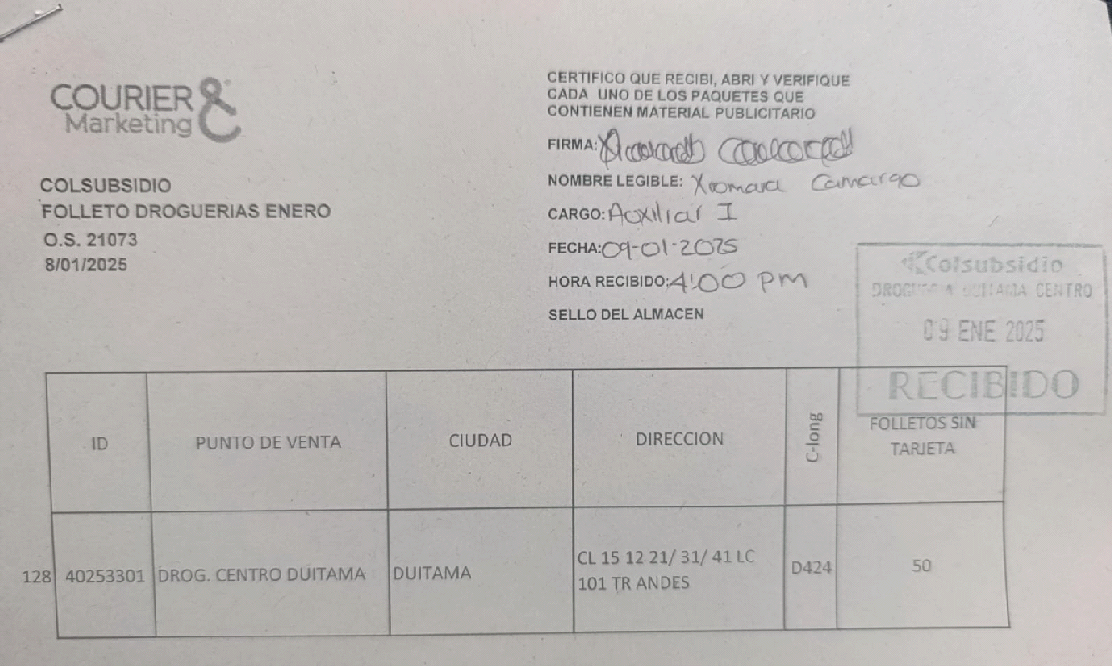 COURIER &
Marketing
COLSUBSIDIO
FOLLETO DROGUERIAS ENERO
O.S. 21073
8/01/2025
CERTIFICO QUE RECIBI, ABRI Y VERIFIQUE
CADA UNO DE LOS PAQUETES QUE
CONTIENEN MATERIAL PUBLICITARIO
FIRMA:
NOMBRE LEGIBLE: Xiomara Camargo
CARGO: Auxiliar I
FECHA: 09-01-2025
HORA RECIBIDO: 4:00 pm
SELLO DEL ALMACEN
Colsubsidio
DROGUERIA DUITAMA CENTRO
09 ENE 2025
RECIBIDO
ID PUNTO DE VENTA CIUDAD DIRECCION C-long FOLLETOS SIN
TARJETA
128 40253301 DROG. CENTRO DUITAMA DUITAMA CL 15 12 21/ 31/ 41 LC
101 TR ANDES D424 50